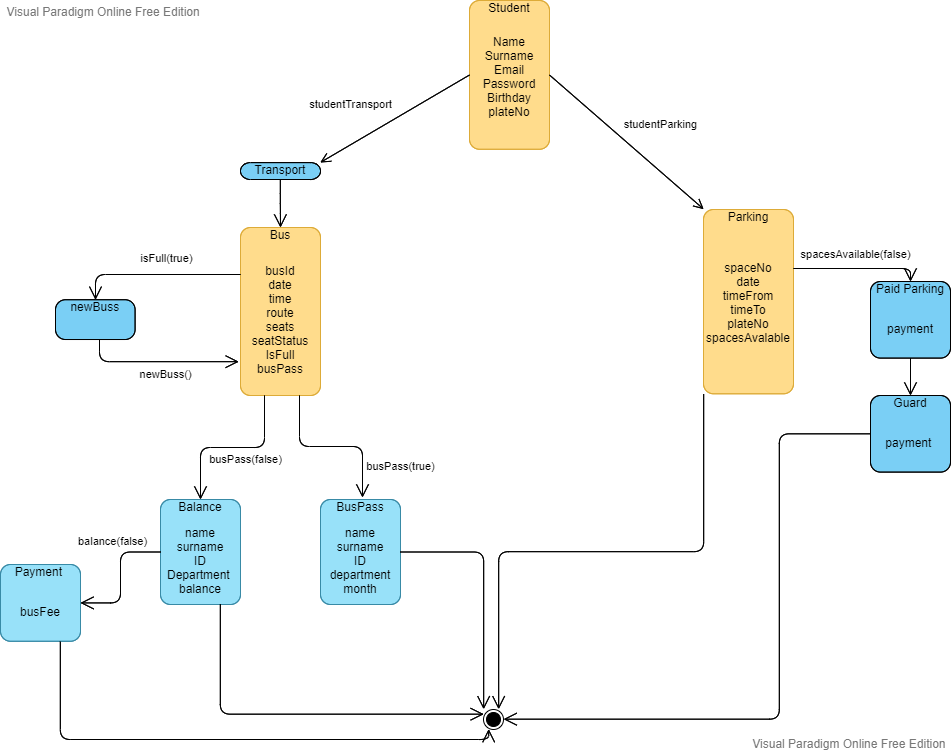 Visual Paradigm Online Free Edition
Student
Name
Surname
Email
Password
Birthday
plateNo
studentTransport
studentParking
Transport
Parking
spaceNo
date
timeFrom
timeTo
plateNo
spacesAvalable
Bus
busId
date
time
route
seats
seatStatus
IsFull
busPass
isFull(true)
newBuss
newBuss()
spacesAvailable(false)
Paid Parking
payment
Guard
payment
busPass(false)
busPass(true)
Balance
name
surname
ID
Department
balance
BusPass
name
surname
ID
department
month
balance(false)
Payment
busFee
Visual Paradigm Online Free Edition